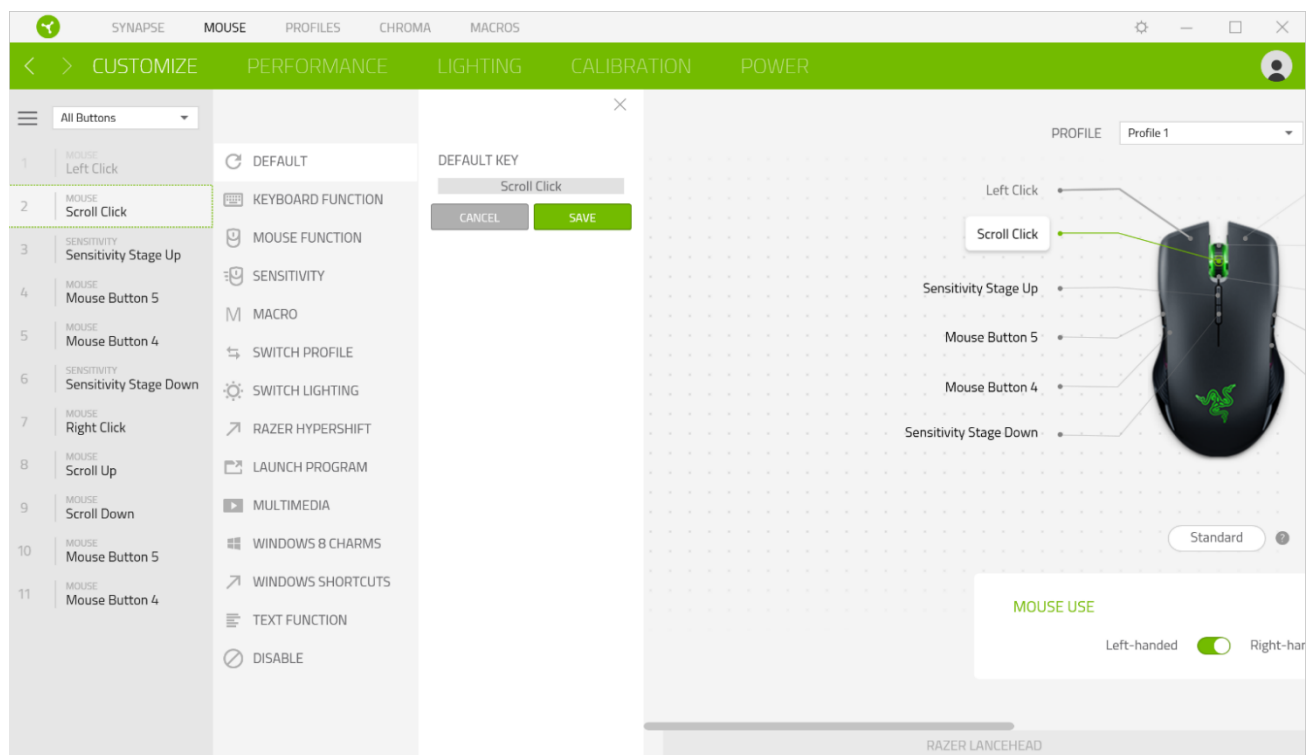 SYNAPSE MOUSE PROFILES CHROMA MACROS
CUSTOMIZE PERFORMANCE LIGHTING CALIBRATION POWER
All Buttons
1 MOUSE
Left Click
2 MOUSE
Scroll Click
3 SENSITIVITY
Sensitivity Stage Up
4 MOUSE
Mouse Button 5
5 MOUSE
Mouse Button 4
6 SENSITIVITY
Sensitivity Stage Down
7 MOUSE
Right Click
8 MOUSE
Scroll Up
9 MOUSE
Scroll Down
10 MOUSE
Mouse Button 5
11 MOUSE
Mouse Button 4
DEFAULT
KEYBOARD FUNCTION
MOUSE FUNCTION
SENSITIVITY
M MACRO
SWITCH PROFILE
SWITCH LIGHTING
RAZER HYPERSHIFT
LAUNCH PROGRAM
MULTIMEDIA
WINDOWS 8 CHARMS
WINDOWS SHORTCUTS
TEXT FUNCTION
DISABLE
DEFAULT KEY
Scroll Click
CANCEL SAVE
PROFILE Profile 1
Left Click
Scroll Click
Sensitivity Stage Up
Mouse Button 5
Mouse Button 4
Sensitivity Stage Down
Standard ?
MOUSE USE
Left-handed Right-har
RAZER LANCEHEAD